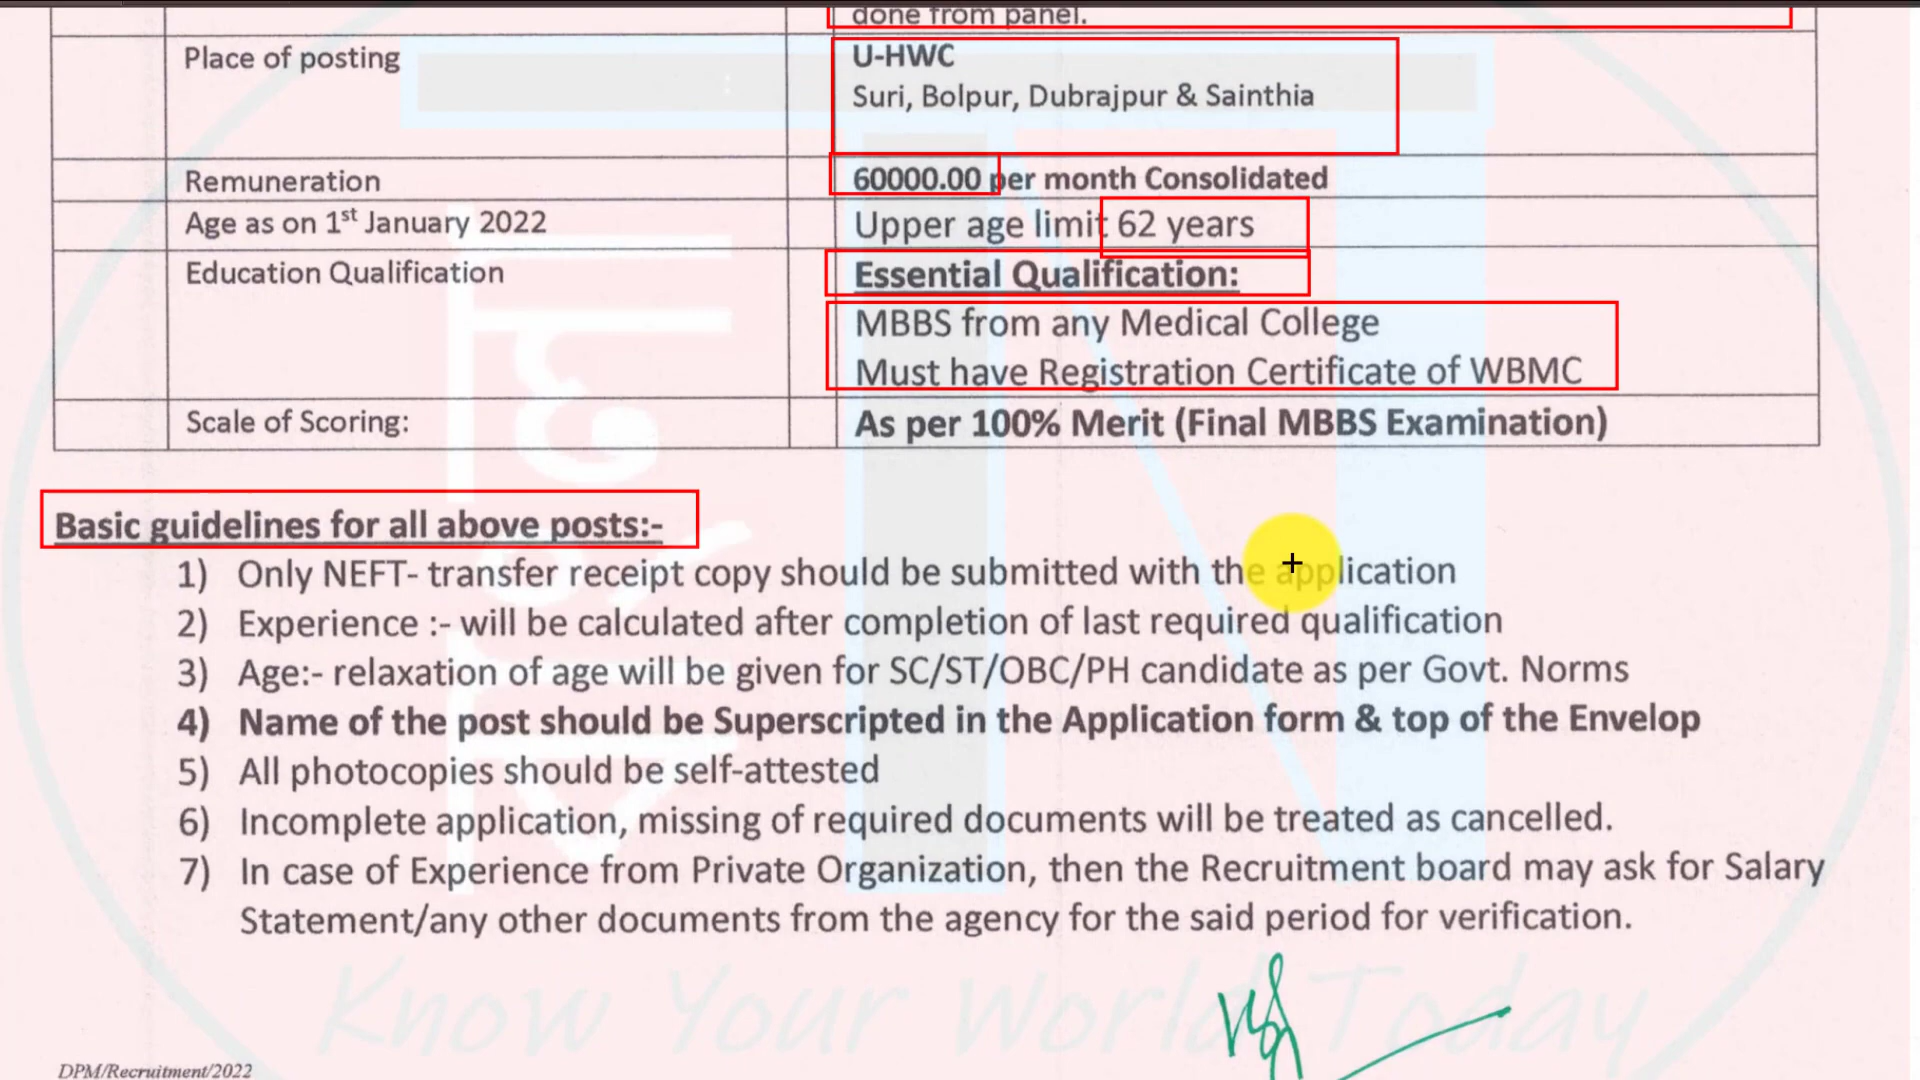 done from panel.
Place of posting
U-HWC
Suri, Bolpur, Dubrajpur & Sainthia
Remuneration
60000.00 per month Consolidated
Age as on 1st January 2022
Upper age limit 62 years
Education Qualification
Essential Qualification:
MBBS from any Medical College
Must have Registration Certificate of WBMC
Scale of Scoring:
As per 100% Merit (Final MBBS Examination)
Basic guidelines for all above posts:-
1) Only NEFT- transfer receipt copy should be submitted with the application
2) Experience :- will be calculated after completion of last required qualification
3) Age:- relaxation of age will be given for SC/ST/OBC/PH candidate as per Govt. Norms
4) Name of the post should be Superscripted in the Application form & top of the Envelop
5) All photocopies should be self-attested
6) Incomplete application, missing of required documents will be treated as cancelled.
7) In case of Experience from Private Organization, then the Recruitment board may ask for Salary
Statement/any other documents from the agency for the said period for verification.
Know Your World Today
DPM/Recruitment/2022